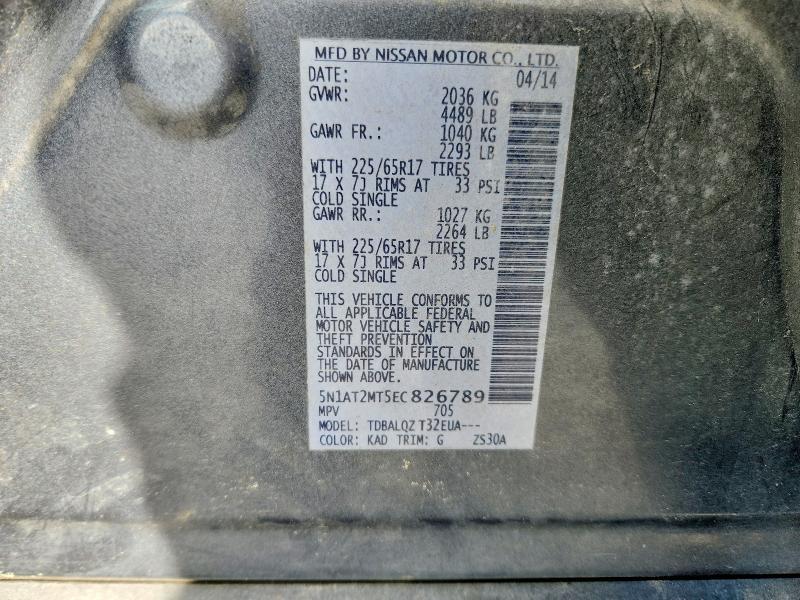 MFD BY NISSAN MOTOR CO., LTD.
DATE: 04/14
GVWR: 2036 KG
4489 LB
GAWR FR.: 1040 KG
2293 LB
WITH 225/65R17 TIRES
17 X 7J RIMS AT 33 PSI
COLD SINGLE
GAWR RR.: 1027 KG
2264 LB
WITH 225/65R17 TIRES
17 X 7J RIMS AT 33 PSI
COLD SINGLE
THIS VEHICLE CONFORMS TO
ALL APPLICABLE FEDERAL
MOTOR VEHICLE SAFETY AND
THEFT PREVENTION
STANDARDS IN EFFECT ON
THE DATE OF MANUFACTURE
SHOWN ABOVE.
5N1AT2MT5EC826789
MPV 705
MODEL: TDBALQZ T32EUA---
COLOR: KAD TRIM: G ZS30A